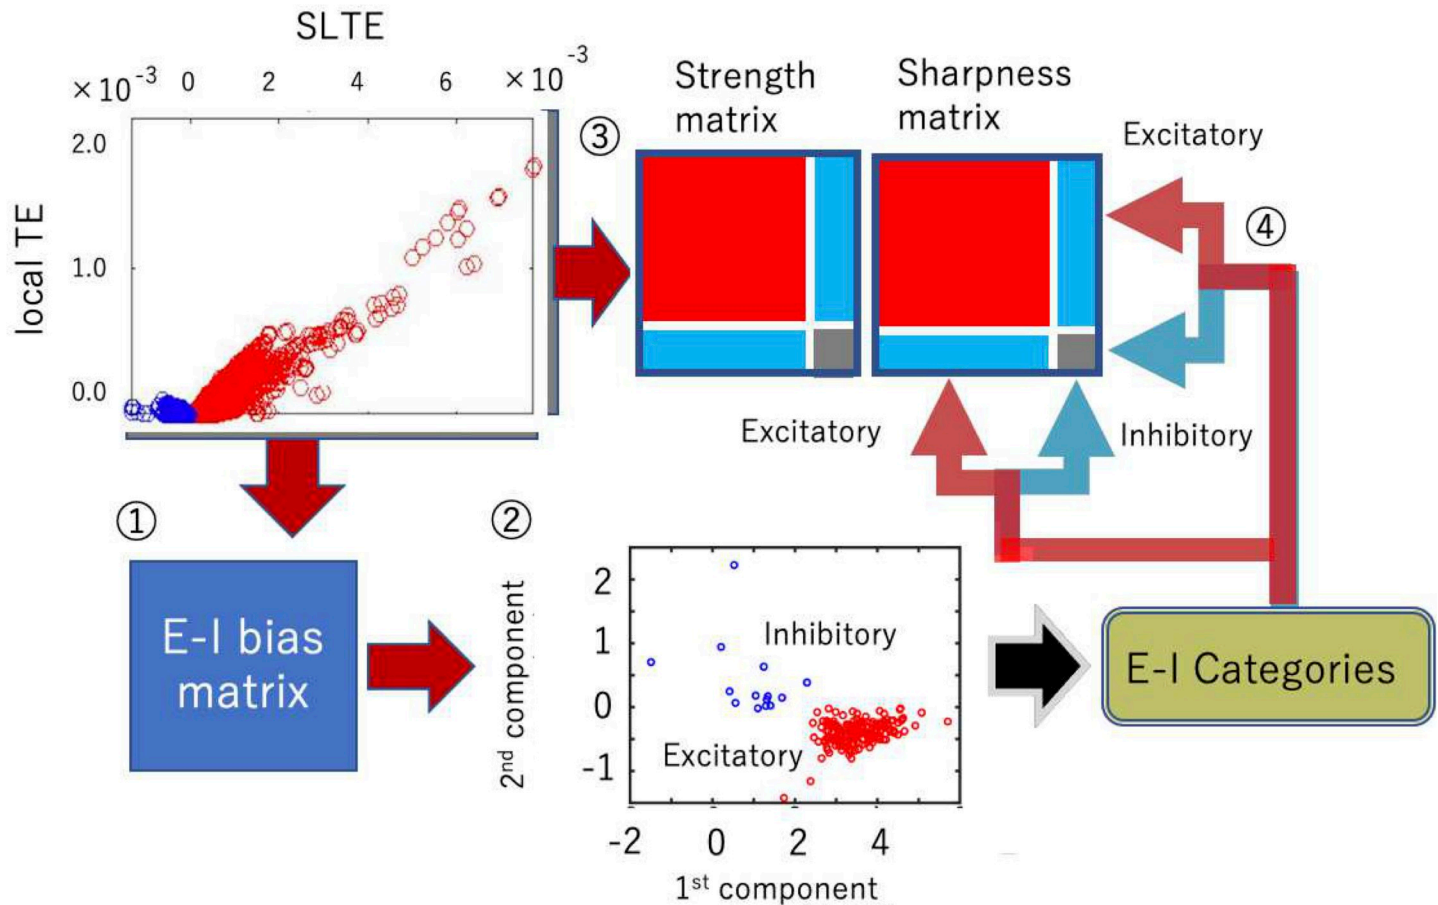 SLTE
× 10⁻³ 0 2 4 6 × 10⁻³
2.0
1.0
0.0
local TE
③
Strength
matrix
Sharpness
matrix
Excitatory
④
Excitatory
Inhibitory
①
E-I bias
matrix
②
2ⁿᵈ component
2
1
0
-1
Inhibitory
Excitatory
-2 0 2 4
1ˢᵗ component
E-I Categories